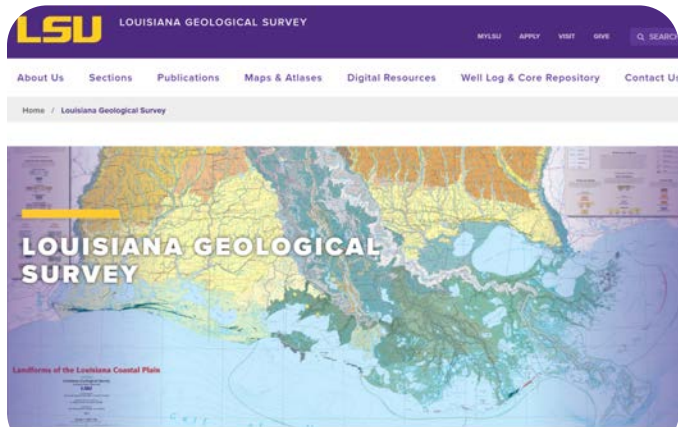 LSU
LOUISIANA GEOLOGICAL SURVEY
MYLSU APPLY VISIT GIVE SEARCH
About Us Sections Publications Maps & Atlases Digital Resources Well Log & Core Repository Contact Us
Home / Louisiana Geological Survey
LOUISIANA GEOLOGICAL
SURVEY
Landforms of the Louisiana Coastal Plain